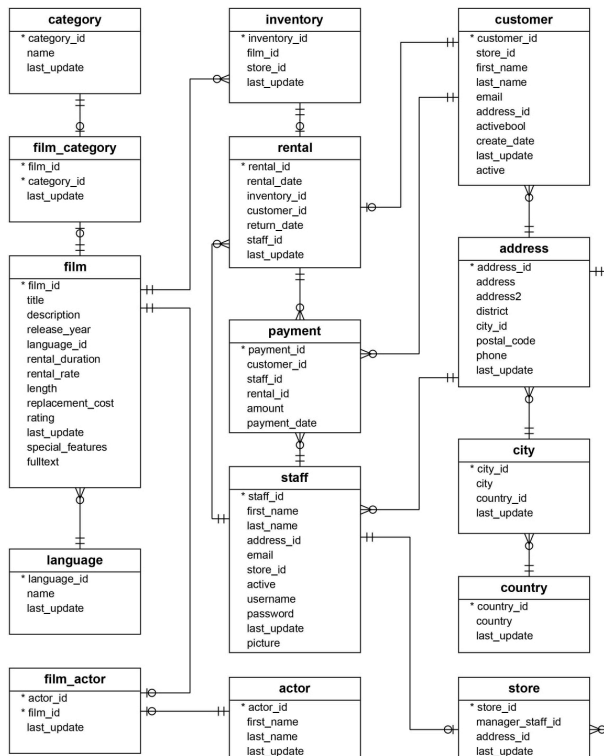 category
* category_id
name
last_update
film_category
* film_id
* category_id
last_update
film
* film_id
title
description
release_year
language_id
rental_duration
rental_rate
length
replacement_cost
rating
last_update
special_features
fulltext
language
* language_id
name
last_update
film_actor
* actor_id
* film_id
last_update
inventory
* inventory_id
film_id
store_id
last_update
rental
* rental_id
rental_date
inventory_id
customer_id
return_date
staff_id
last_update
payment
* payment_id
customer_id
staff_id
rental_id
amount
payment_date
staff
* staff_id
first_name
last_name
address_id
email
store_id
active
username
password
last_update
picture
actor
* actor_id
first_name
last_name
last_update
customer
* customer_id
store_id
first_name
last_name
email
address_id
activebool
create_date
last_update
active
address
* address_id
address
address2
district
city_id
postal_code
phone
last_update
city
* city_id
city
country_id
last_update
country
* country_id
country
last_update
store
* store_id
manager_staff_id
address_id
last_update